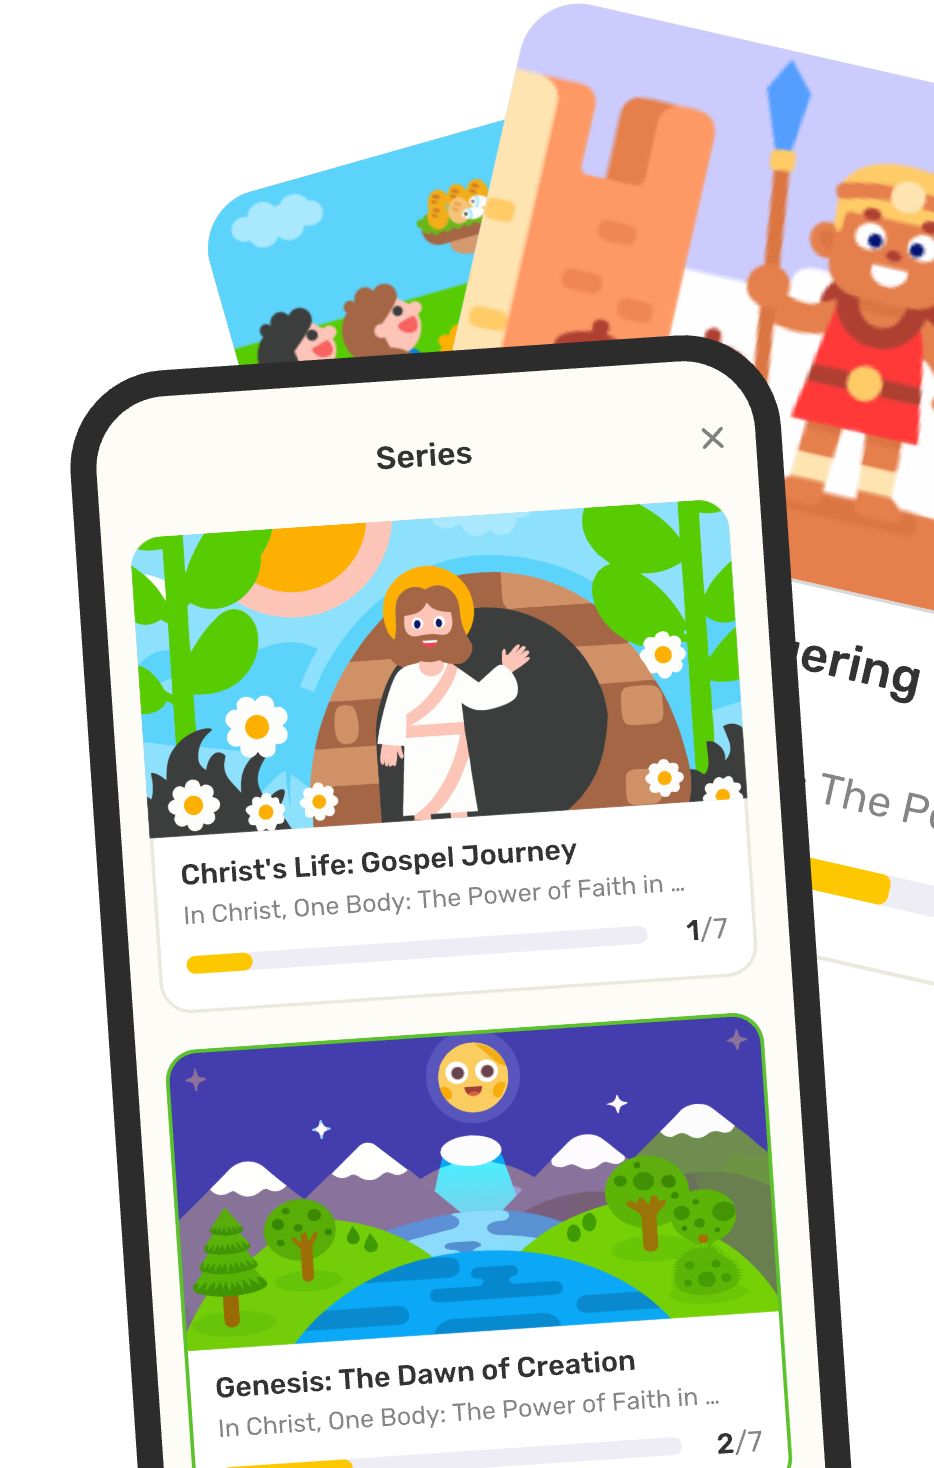 Series
Christ's Life: Gospel Journey
In Christ, One Body: The Power of Faith in ...
1/7
Genesis: The Dawn of Creation
In Christ, One Body: The Power of Faith in ...
2/7
The